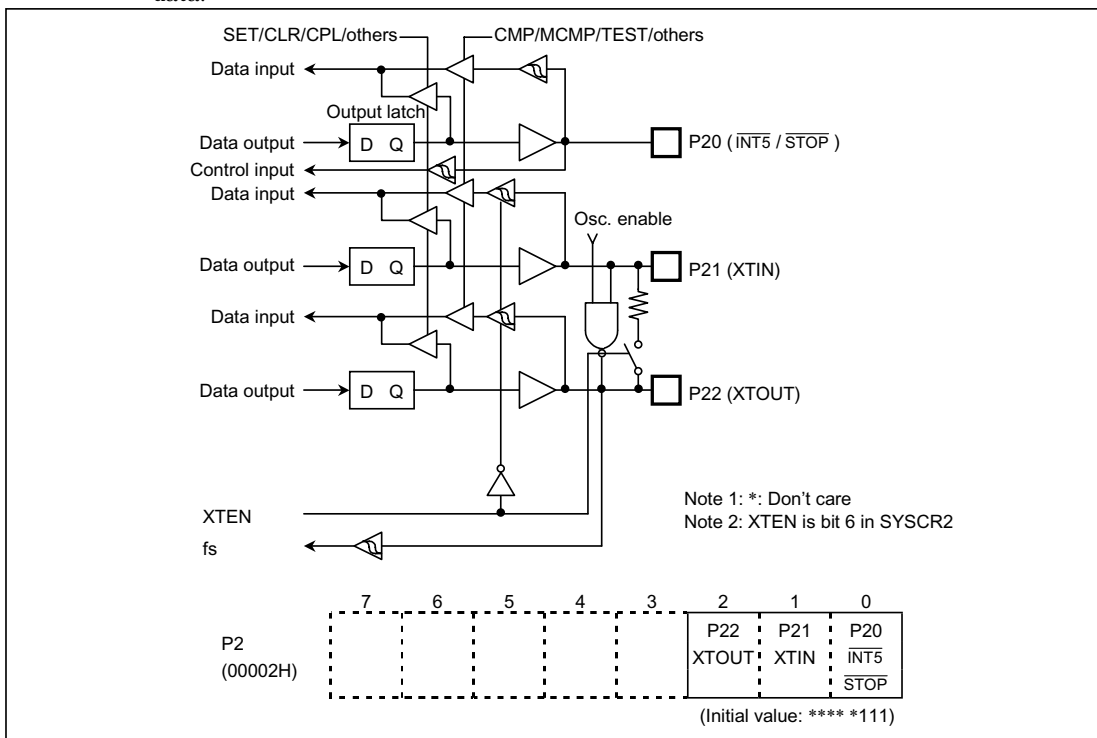 SET/CLR/CPL/others
CMP/MCMP/TEST/others
Data input
Output latch
Data output
D Q
P20 (INT5 / STOP )
Control input
Data input
Osc. enable
Data output
D Q
P21 (XTIN)
Data input
Data output
D Q
P22 (XTOUT)
Note 1: *: Don't care
XTEN
Note 2: XTEN is bit 6 in SYSCR2
fs
7 6 5 4 3 2 1 0
P2
(00002H)
P22 P21 P20
XTOUT XTIN INT5
STOP
(Initial value: **** *111)